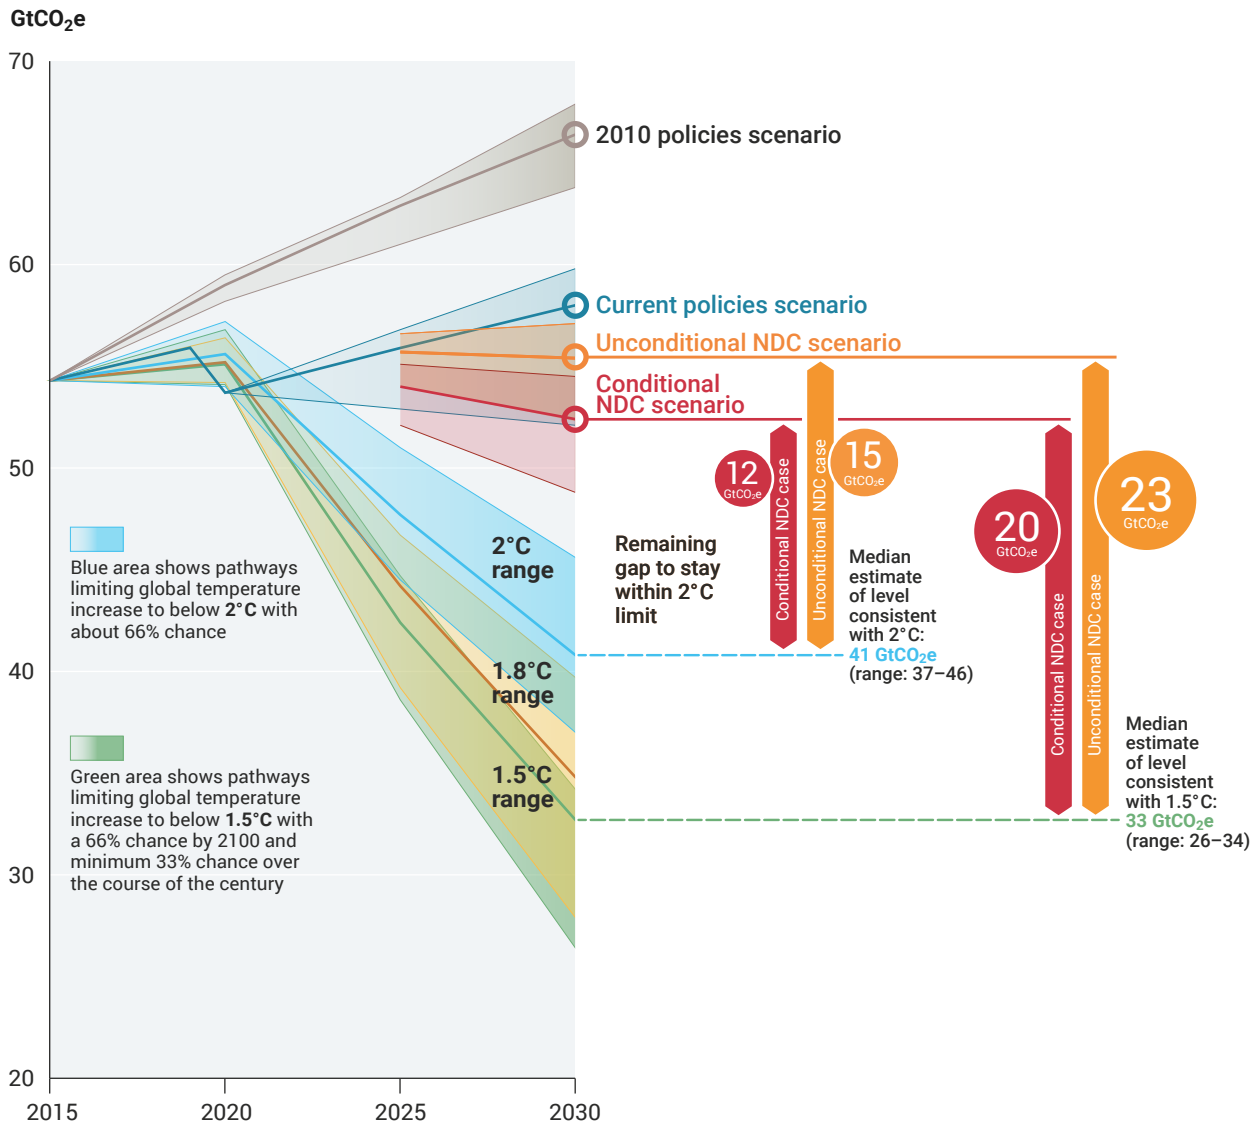 GtCO₂e
70
60
50
40
30
20
2015
2020
2025
2030
2010 policies scenario
Current policies scenario
Unconditional NDC scenario
Conditional
NDC scenario
2°C
range
1.8°C
range
1.5°C
range
Blue area shows pathways
limiting global temperature
increase to below 2°C with
about 66% chance
Green area shows pathways
limiting global temperature
increase to below 1.5°C with
a 66% chance by 2100 and
minimum 33% chance over
the course of the century
Remaining
gap to stay
within 2°C
limit
12
GtCO₂e
Conditional NDC case
Unconditional NDC case
15
GtCO₂e
Median
estimate
of level
consistent
with 2°C:
41 GtCO₂e
(range: 37–46)
20
GtCO₂e
Conditional NDC case
Unconditional NDC case
23
GtCO₂e
Median
estimate
of level
consistent
with 1.5°C:
33 GtCO₂e
(range: 26–34)